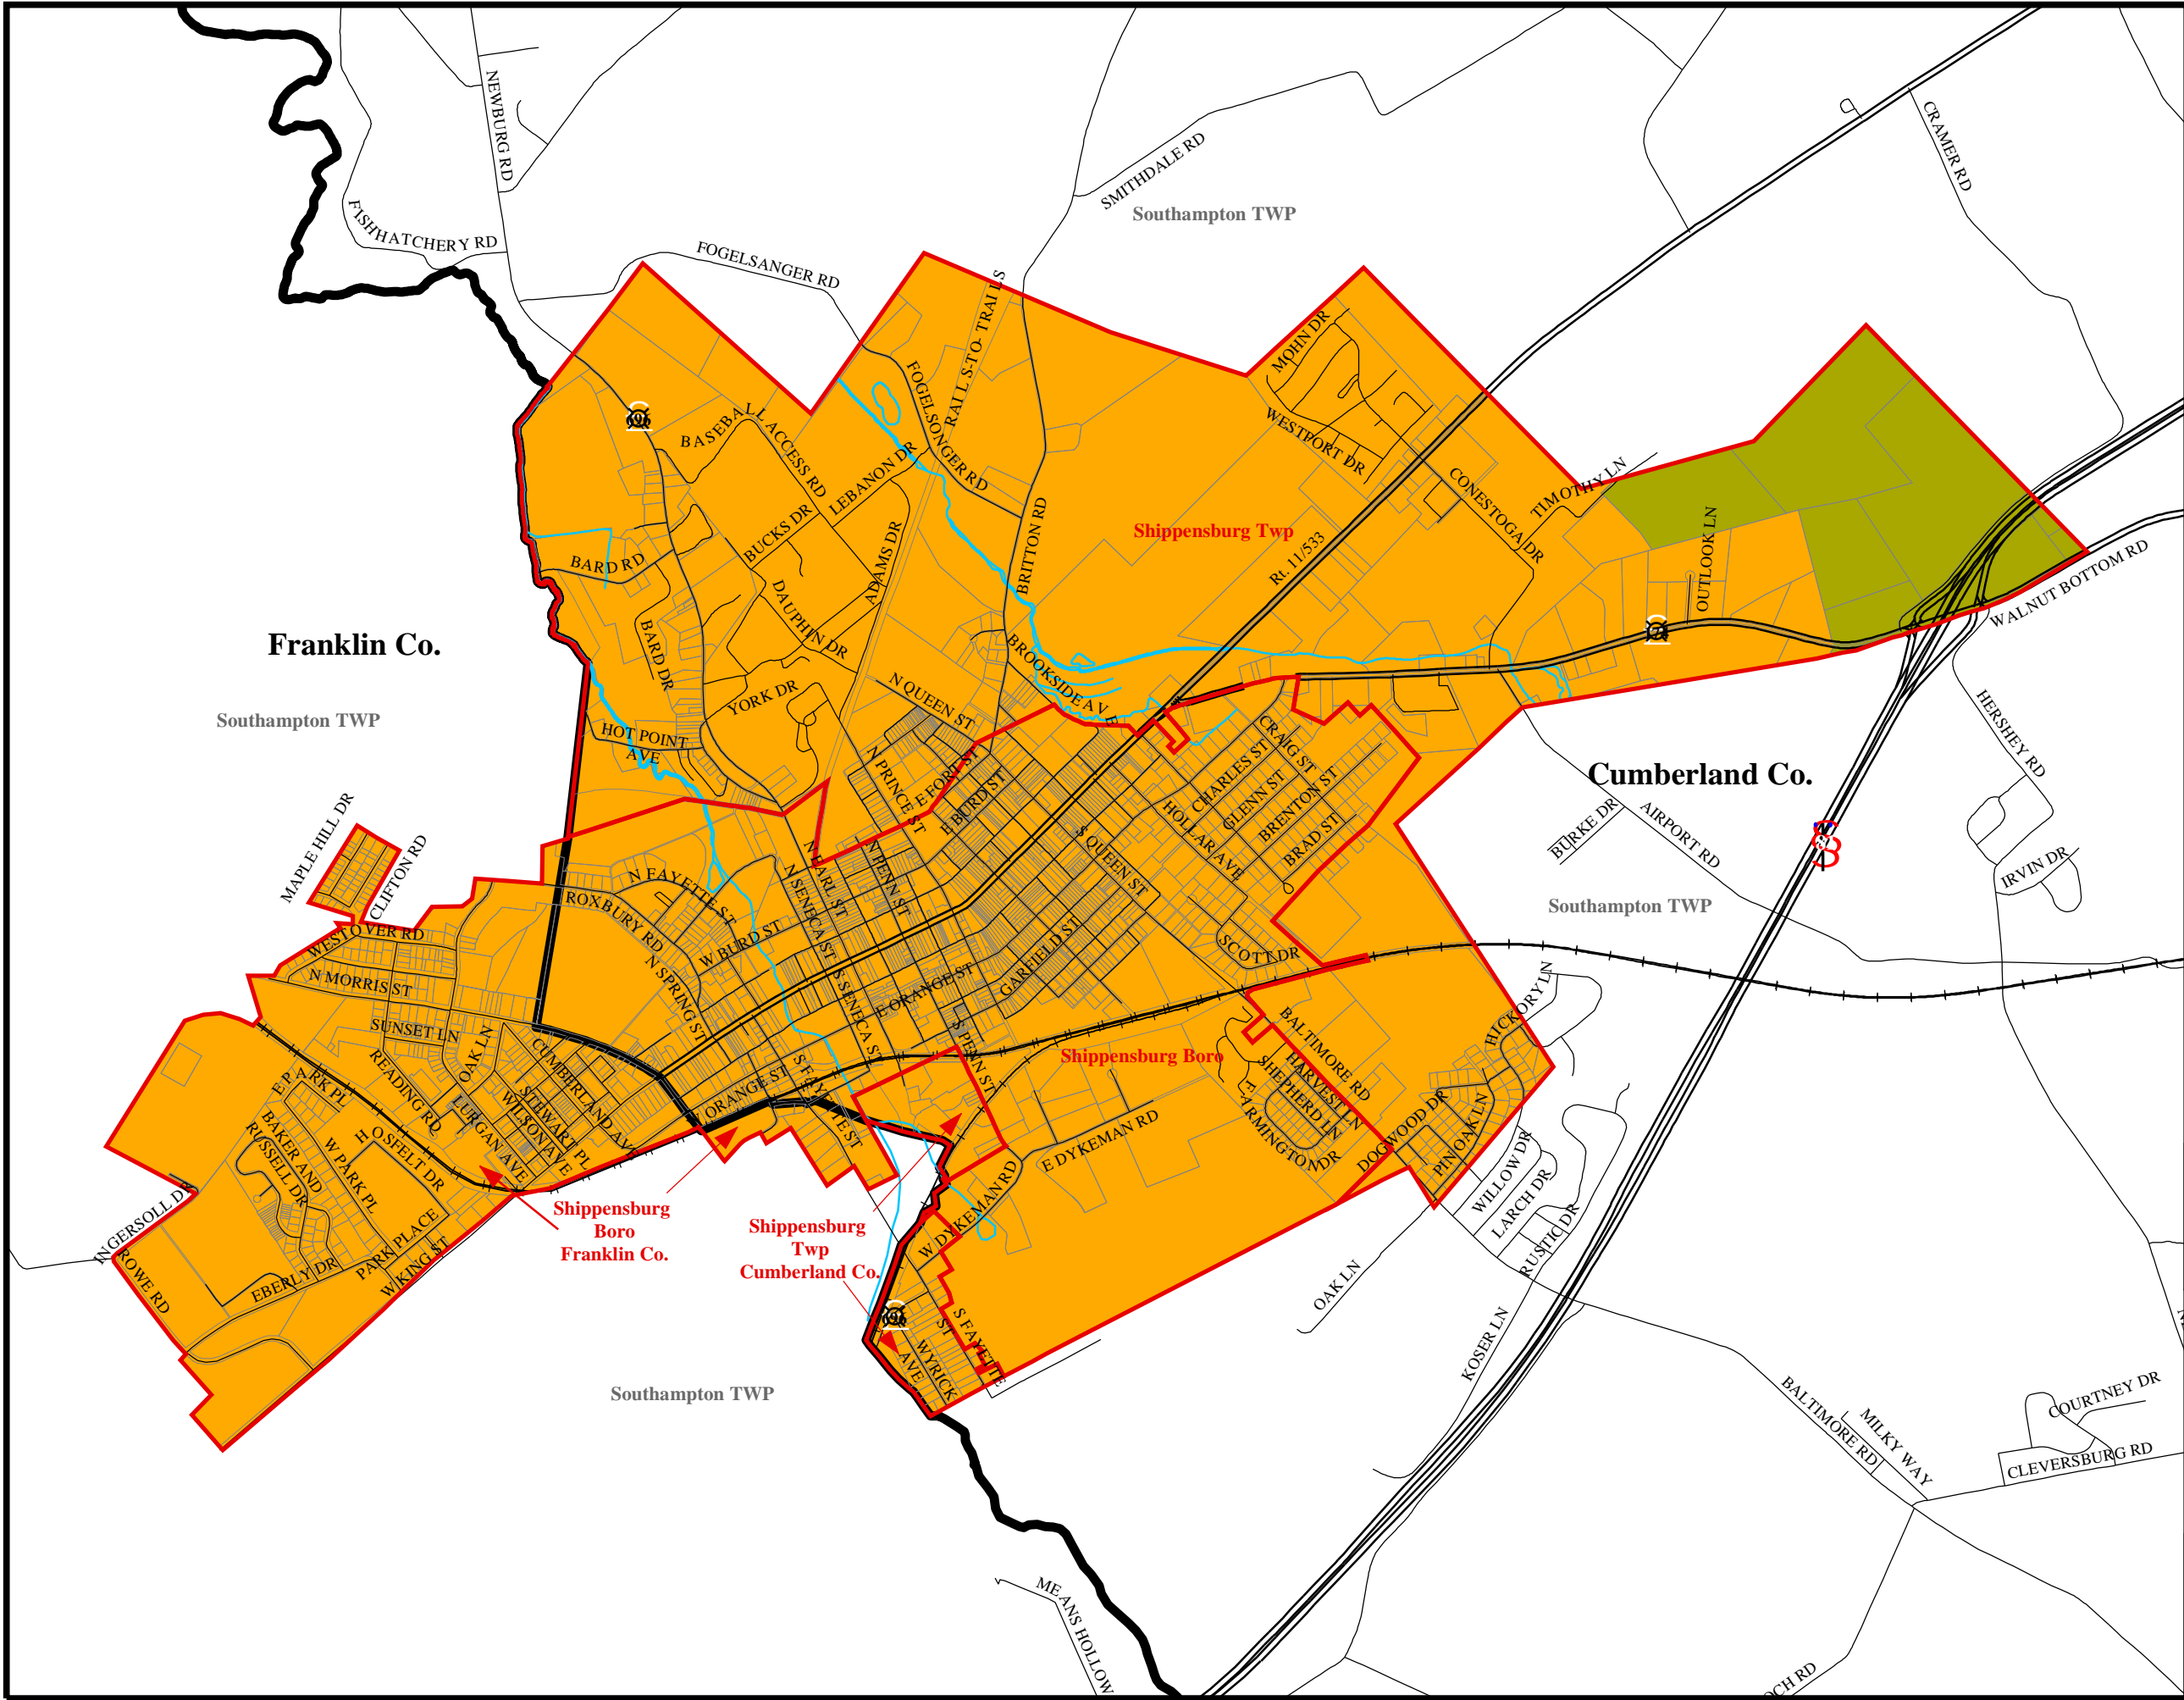 NEWBURG RD
CRAMER RD
SMITHDALE RD
Southampton TWP
FISHHATCHERY RD
FOGELSANGER RD
RAILS-TO-TRAILS
MOHN DR
FOGELSONGER RD
BASEBALL ACCESS RD
WESTPORT DR
LEBANON DR
CONESTOGA DR
TIMOTHY LN
BUCKS DR
BRITTON RD
Shippensburg Twp
OUTLOOK LN
Rt. 11/533
ADAMS DR
BARD RD
WALNUT BOTTOM RD
DAUPHIN DR
Franklin Co.
BARD DR
BROOKSIDE AVE
N QUEEN ST
YORK DR
Southampton TWP
HERSHEY RD
HOT POINT
AVE
CRAIG ST
N PRINCE ST
E FORT ST
CHARLES ST
Cumberland Co.
E BURD ST
GLENN ST
BRENTON ST
MAPLE HILL DR
HOLLAR AVE
BURKE DR
AIRPORT RD
BRAD ST
S QUEEN ST
CLIFTON RD
N EARL ST
N PENN ST
IRVIN DR
N FAYETTE ST
N SENECA ST
Southampton TWP
ROXBURY RD
WESTOVER RD
W BURD ST
GARFIELD ST
SCOTT DR
N MORRIS ST
N SPRING ST
S SENECA ST
E ORANGE ST
HICKORY LN
SUNSET LN
OAK LN
CUMBERLAND AVE
S PENN ST
Shippensburg Boro
BALTIMORE RD
READING RD
E PARK PL
STEWART PL
WILSON AVE
LURGAN AVE
ORANGE ST
S FAYETTE ST
HARVEST LN
SHEPHERD LN
FARMINGTON DR
BAKER AND
RUSSELL DR
W PARK PL
HOSFELT DR
E DYKEMAN RD
DOGWOOD DR
PIN OAK LN
WILLOW DR
LARCH DR
INGERSOLL DR
Shippensburg
Boro
Franklin Co.
Shippensburg
Twp
Cumberland Co.
W DYKEMAN RD
PARK PLACE
W KING ST
RUSTIC DR
ROWE RD
EBERLY DR
OAK LN
S FAYETTE
ST
KOSER LN
WYRICK
AVE
Southampton TWP
BALTIMORE RD
MILKY WAY
COURTNEY DR
CLEVERSBURG RD
MEANS HOLLOW
OCH RD